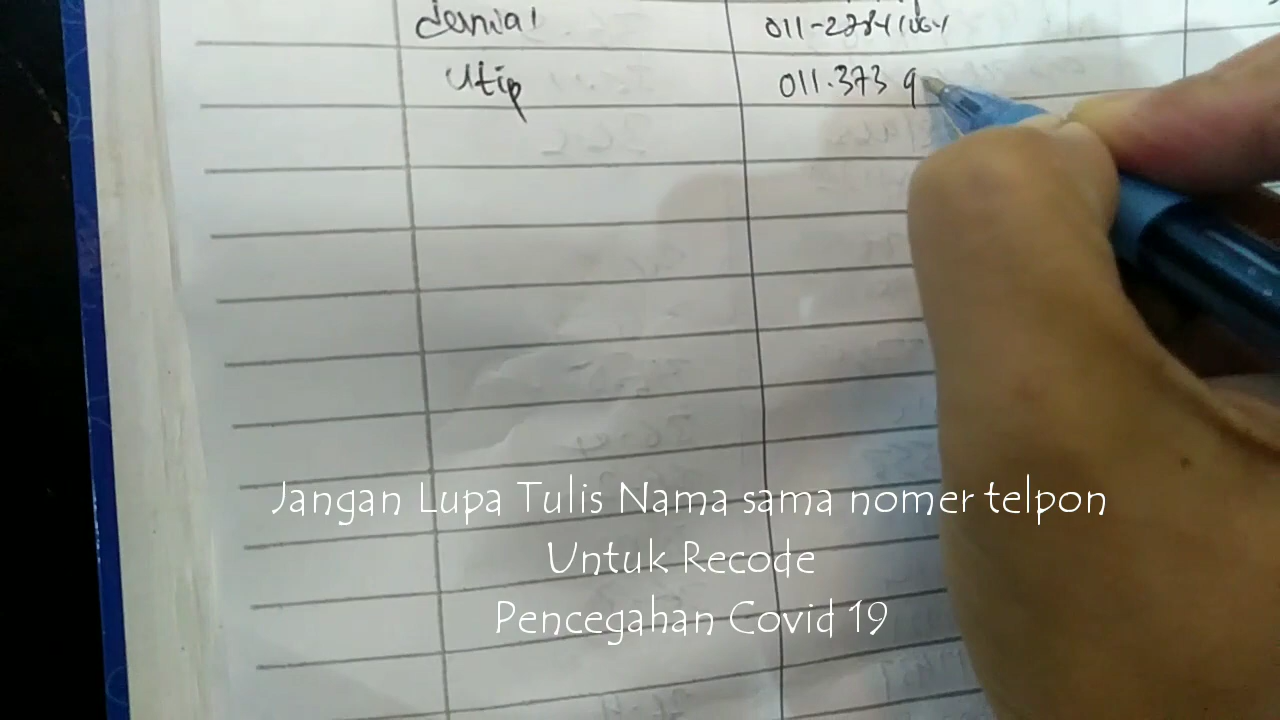 denial
Utip 011.373 9
Jangan Lupa Tulis Nama sama nomer telpon
Untuk Recode
Pencegahan Covid 19